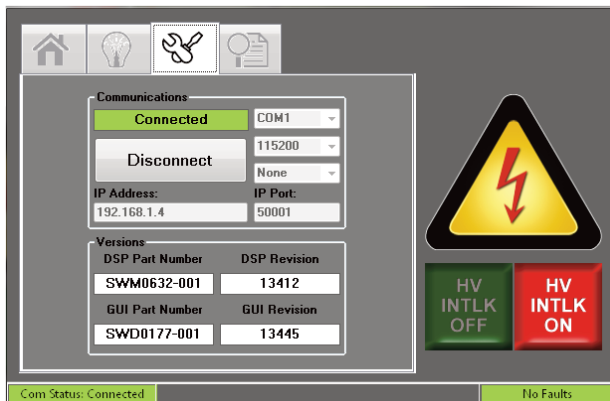 Communications
Connected
COM1
Disconnect
115200
None
IP Address:
IP Port:
192.168.1.4
50001
Versions
DSP Part Number
DSP Revision
SWM0632-001
13412
GUI Part Number
GUI Revision
SWD0177-001
13445
HV
INTLK
OFF
HV
INTLK
ON
Com Status: Connected
No Faults